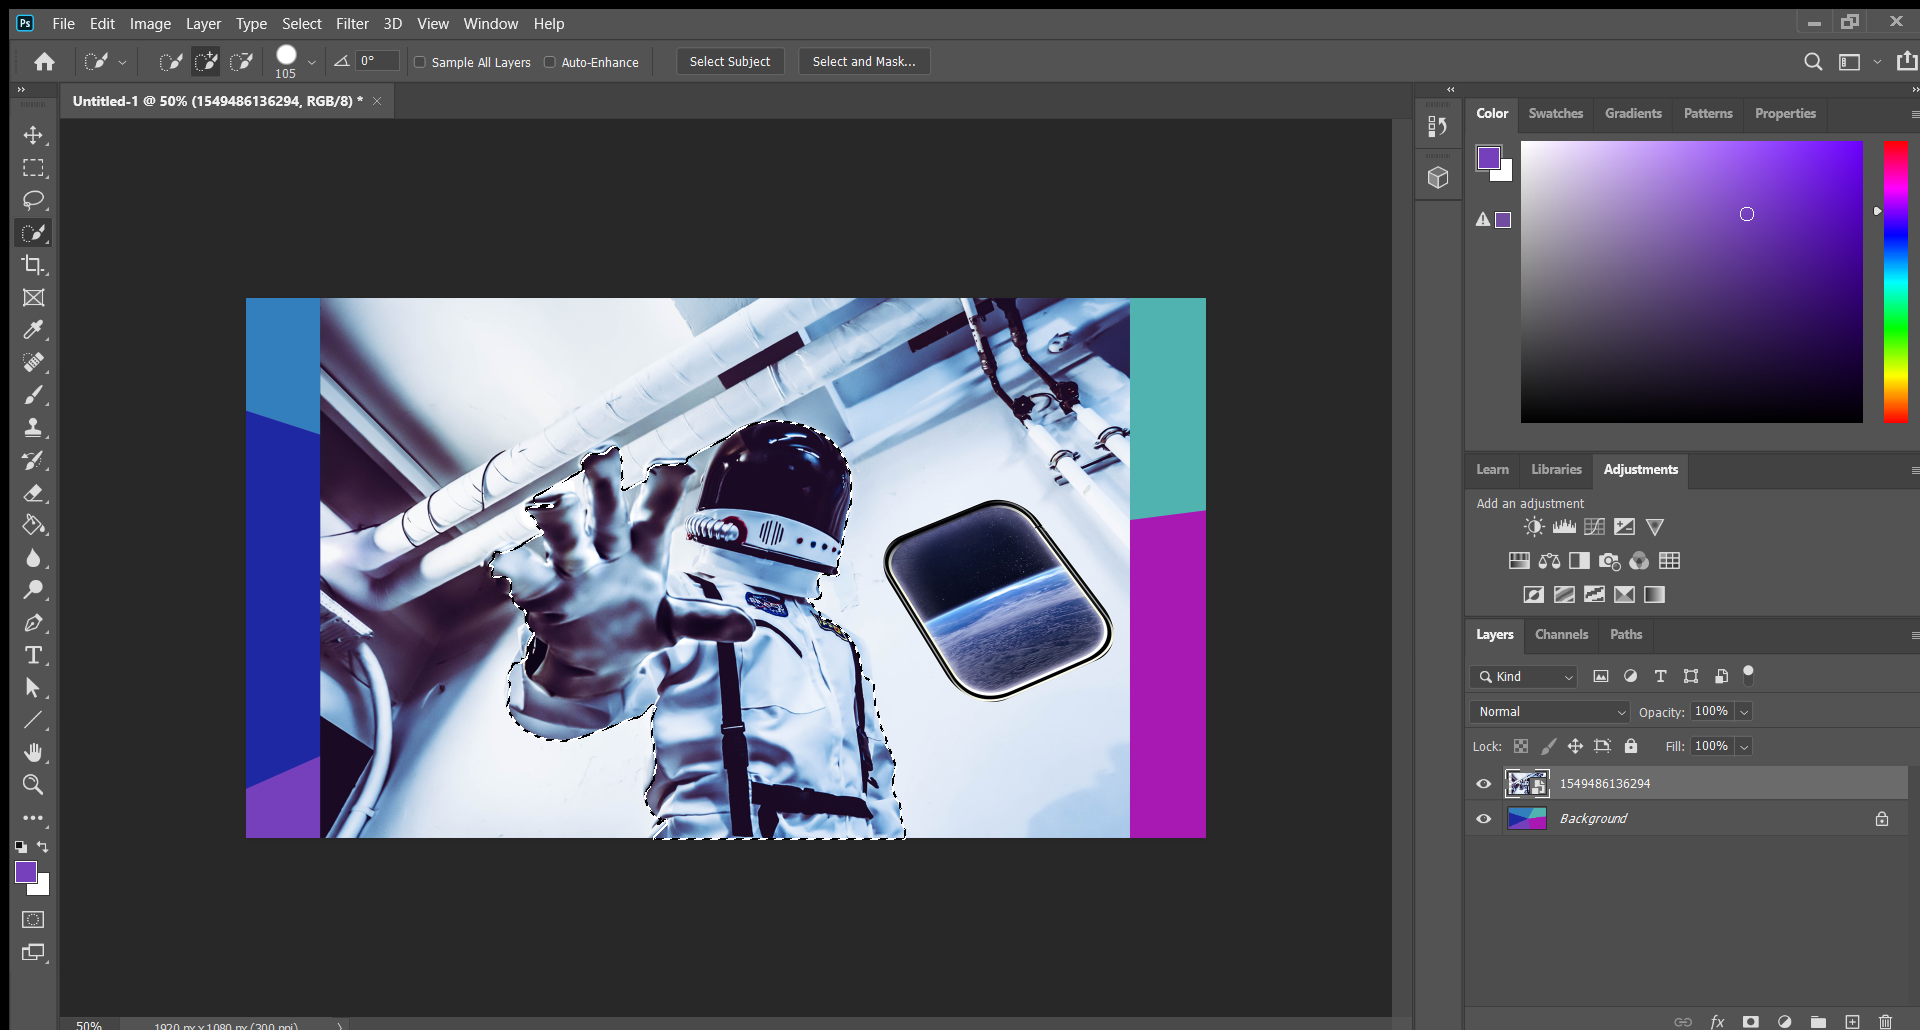 Ps File Edit Image Layer Type Select Filter 3D View Window Help
105 0° Sample All Layers Auto-Enhance Select Subject Select and Mask...
Untitled-1 @ 50% (1549486136294, RGB/8) *
Color Swatches Gradients Patterns Properties
Learn Libraries Adjustments
Add an adjustment
Layers Channels Paths
Kind
Normal Opacity: 100%
Lock: Fill: 100%
1549486136294
Background
fx
50% 1920 px x 1080 px (300 ppi)